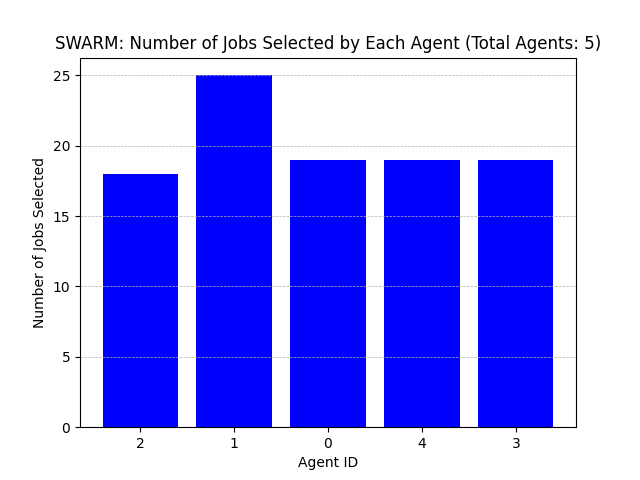 SWARM: Number of Jobs Selected by Each Agent (Total Agents: 5)
25
20
15
10
5
0
Number of Jobs Selected
2 1 0 4 3
Agent ID